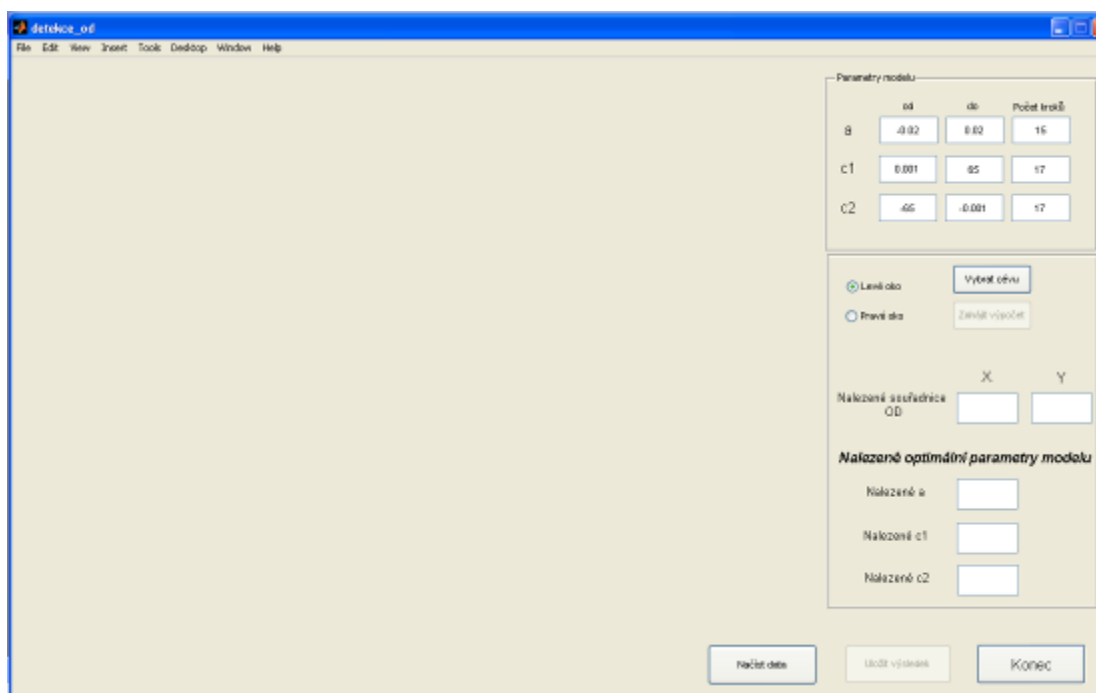 detekce_od
File Edit View Insert Tools Desktop Window Help
Parametry modelu
od do Počet kroků
a -0.02 0.02 15
c1 0.001 65 17
c2 -65 -0.001 17
Levé oko Vybrat cévu
Pravé oko Zahájit výpočet
X Y
Nalezené souřadnice
OD
Nalezené optimální parametry modelu
Nalezené a
Nalezené c1
Nalezené c2
Načíst data Uložit výsledek Konec